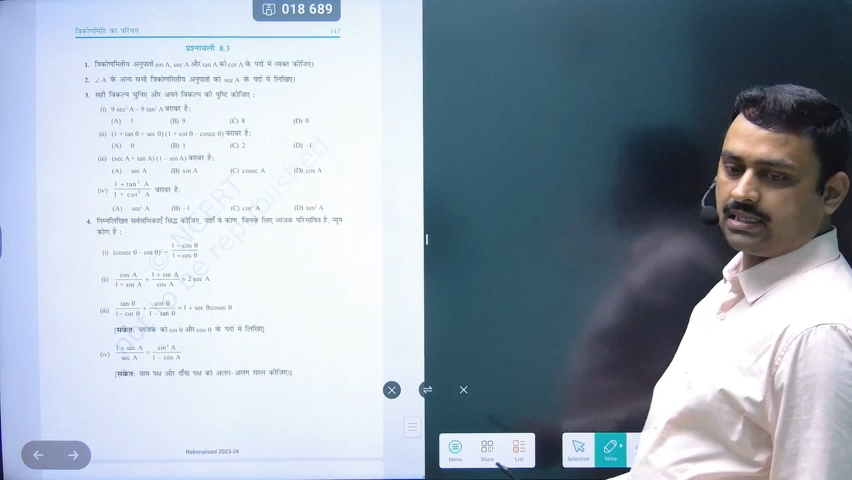 018 689
त्रिकोणमिति का परिचय 147
प्रश्नावली 8.3
1. त्रिकोणमितीय अनुपातों sin A, sec A और tan A को cot A के पदों में व्यक्त कीजिए।
2. ∠A के अन्य सभी त्रिकोणमितीय अनुपातों को sec A के पदों में लिखिए।
3. सही विकल्प चुनिए और अपने विकल्प की पुष्टि कीजिए :
(i) 9 sec² A – 9 tan² A बराबर है:
(A) 1 (B) 9 (C) 8 (D) 0
(ii) (1 + tan θ + sec θ) (1 + cot θ – cosec θ) बराबर है:
(A) 0 (B) 1 (C) 2 (D) –1
(iii) (sec A + tan A) (1 – sin A) बराबर है:
(A) sec A (B) sin A (C) cosec A (D) cos A
(iv) (1 + tan² A)/(1 + cot² A) बराबर है:
(A) sec² A (B) –1 (C) cot² A (D) tan² A
4. निम्नलिखित सर्वसमिकाएँ सिद्ध कीजिए, जहाँ वे कोण, जिनके लिए व्यंजक परिभाषित है, न्यून
कोण है :
(i) (cosec θ – cot θ)² = (1 – cos θ)/(1 + cos θ)
(ii) cos A/(1 + sin A) + (1 + sin A)/cos A = 2 sec A
(iii) tan θ/(1 – cot θ) + cot θ/(1 – tan θ) = 1 + sec θ cosec θ
[संकेत: व्यंजक को sin θ और cos θ के पदों में लिखिए]
(iv) (1 + sec A)/sec A = sin² A/(1 – cos A)
[संकेत: वाम पक्ष और दाँया पक्ष को अलग-अलग सरल कीजिए।]
© NCERT
not to be republished
Rationalised 2023-24
Menu Share List Selection Write